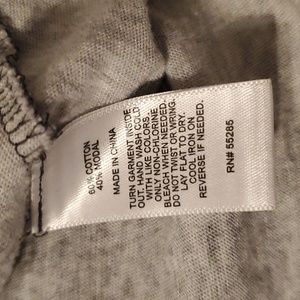 60% COTTON
40% MODAL
MADE IN CHINA
TURN GARMENT INSIDE
OUT. HAND WASH COLD
WITH LIKE COLORS.
ONLY NON-CHLORINE
BLEACH WHEN NEEDED.
DO NOT TWIST OR WRING.
LAY FLAT TO DRY.
COOL IRON ON
REVERSE IF NEEDED.
RN# 55285